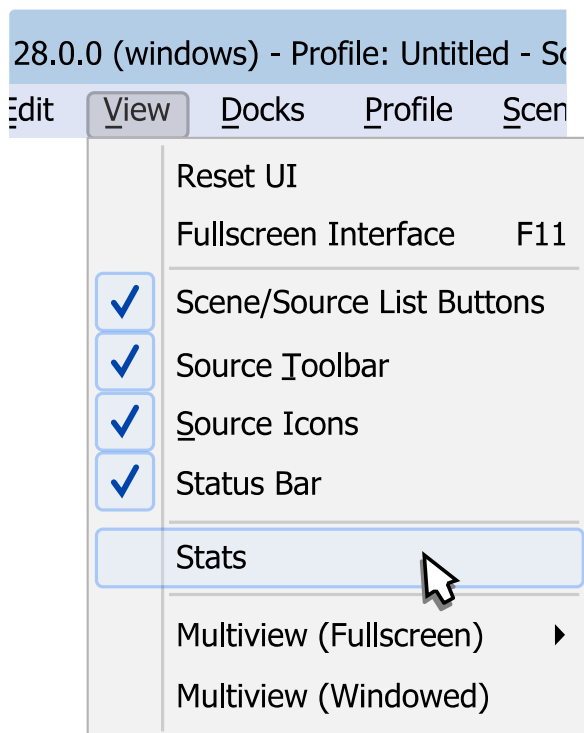 28.0.0 (windows) - Profile: Untitled - Sc
Edit View Docks Profile Scen
Reset UI
Fullscreen Interface F11
Scene/Source List Buttons
Source Toolbar
Source Icons
Status Bar
Stats
Multiview (Fullscreen)
Multiview (Windowed)